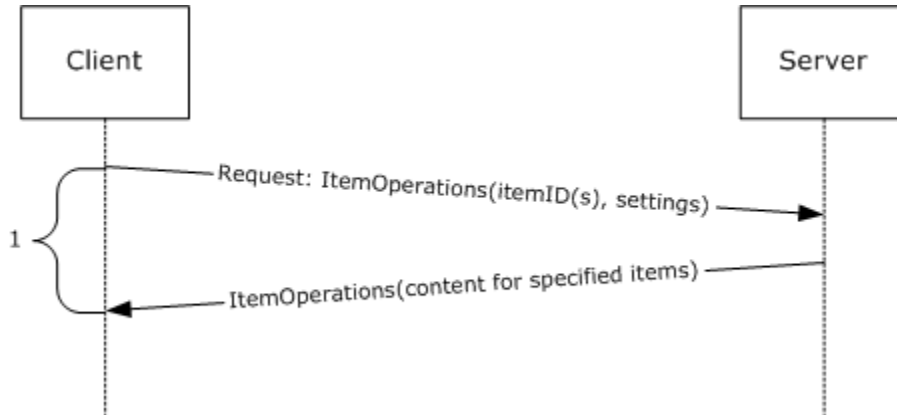 Client
Server
Request: ItemOperations(itemID(s), settings)
1
ItemOperations(content for specified items)